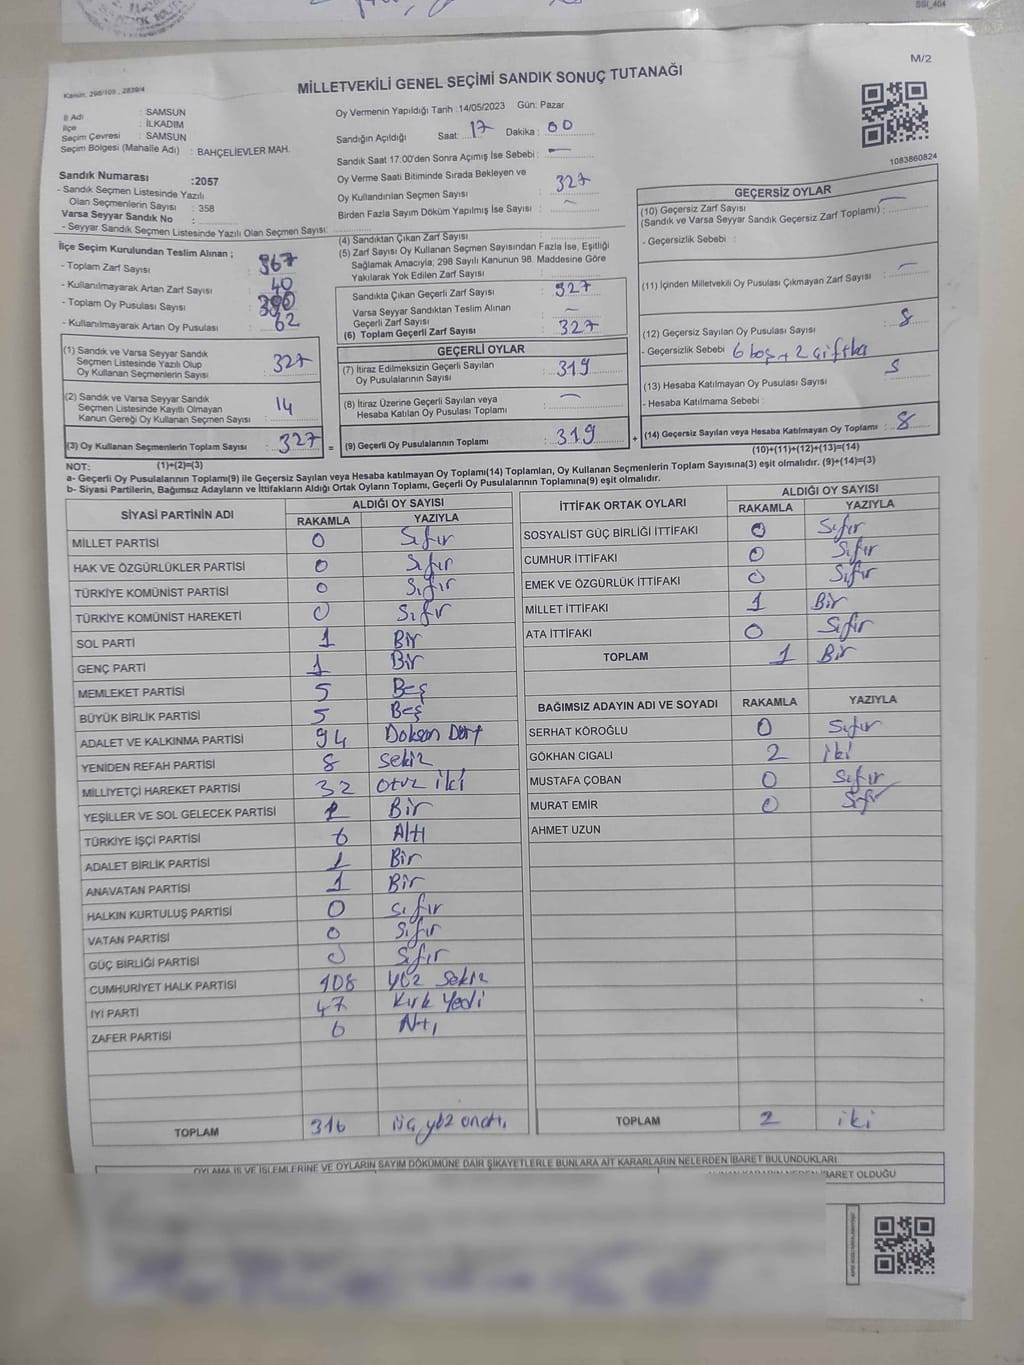 SSI_404
M/2
Kanun, 298/105 , 2839/4
MİLLETVEKİLİ GENEL SEÇİMİ SANDIK SONUÇ TUTANAĞI
İl Adı : SAMSUN
İlçe : İLKADIM
Seçim Çevresi : SAMSUN
Seçim Bölgesi (Mahalle Adı) : BAHÇELİEVLER MAH.
Oy Vermenin Yapıldığı Tarih :14/05/2023 Gün: Pazar
Sandığın Açıldığı Saat: 17 Dakika : 00
Sandık Saat 17:00'den Sonra Açımış İse Sebebi : —
Oy Verme Saati Bitiminde Sırada Bekleyen ve
Oy Kullandırılan Seçmen Sayısı : 327
Birden Fazla Sayım Döküm Yapılmış İse Sayısı : —
1083860824
Sandık Numarası :2057
- Sandık Seçmen Listesinde Yazılı
Olan Seçmenlerin Sayısı : 358
Varsa Seyyar Sandık No :
- Seyyar Sandık Seçmen Listesinde Yazılı Olan Seçmen Sayısı:
İlçe Seçim Kurulundan Teslim Alınan ;
- Toplam Zarf Sayısı : 367
- Kullanılmayarak Artan Zarf Sayısı : 40
- Toplam Oy Pusulası Sayısı :
- Kullanılmayarak Artan Oy Pusulası : 62
(1) Sandık ve Varsa Seyyar Sandık
Seçmen Listesinde Yazılı Olup
Oy Kullanan Seçmenlerin Sayısı : 327
(2) Sandık ve Varsa Seyyar Sandık
Seçmen Listesinde Kayıtlı Olmayan
Kanun Gereği Oy Kullanan Seçmen Sayısı : 14
(3) Oy Kullanan Seçmenlerin Toplam Sayısı : 327 =
(1)+(2)=(3)
(4) Sandıktan Çıkan Zarf Sayısı :
(5) Zarf Sayısı Oy Kullanan Seçmen Sayısından Fazla İse, Eşitliği
Sağlamak Amacıyla; 298 Sayılı Kanunun 98. Maddesine Göre
Yakılarak Yok Edilen Zarf Sayısı :
Sandıkta Çıkan Geçerli Zarf Sayısı : 327
Varsa Seyyar Sandıktan Teslim Alınan
Geçerli Zarf Sayısı : —
(6) Toplam Geçerli Zarf Sayısı : 327
GEÇERLİ OYLAR
(7) İtiraz Edilmeksizin Geçerli Sayılan
Oy Pusulalarının Sayısı : 319
(8) İtiraz Üzerine Geçerli Sayılan veya
Hesaba Katılan Oy Pusulası Toplamı : —
(9) Geçerli Oy Pusulalarının Toplamı : 319 +
GEÇERSİZ OYLAR
(10) Geçersiz Zarf Sayısı
(Sandık ve Varsa Seyyar Sandık Geçersiz Zarf Toplamı) : —
- Geçersizlik Sebebi :
(11) İçinden Milletvekili Oy Pusulası Çıkmayan Zarf Sayısı : —
(12) Geçersiz Sayılan Oy Pusulası Sayısı : 8
- Geçersizlik Sebebi : 6 boş + 2 çiftba
(13) Hesaba Katılmayan Oy Pusulası Sayısı :
- Hesaba Katılmama Sebebi :
(14) Geçersiz Sayılan veya Hesaba Katılmayan Oy Toplamı : 8
(10)+(11)+(12)+(13)=(14)
NOT:
a- Geçerli Oy Pusulalarının Toplamı(9) ile Geçersiz Sayılan veya Hesaba katılmayan Oy Toplamı(14) Toplamları, Oy Kullanan Seçmenlerin Toplam Sayısına(3) eşit olmalıdır. (9)+(14)=(3)
b- Siyasi Partilerin, Bağımsız Adayların ve İttifakların Aldığı Ortak Oyların Toplamı, Geçerli Oy Pusulalarının Toplamına(9) eşit olmalıdır.
SİYASİ PARTİNİN ADI ALDIĞI OY SAYISI
RAKAMLA YAZIYLA
MİLLET PARTİSİ 0 Sıfır
HAK VE ÖZGÜRLÜKLER PARTİSİ 0 Sıfır
TÜRKİYE KOMÜNİST PARTİSİ 0 Sıfır
TÜRKİYE KOMÜNİST HAREKETİ 0 Sıfır
SOL PARTİ 1 Bir
GENÇ PARTİ 1 Bir
MEMLEKET PARTİSİ 5 Beş
BÜYÜK BİRLİK PARTİSİ 5 Beş
ADALET VE KALKINMA PARTİSİ 94 Doksan Dört
YENİDEN REFAH PARTİSİ 8 Sekiz
MİLLİYETÇİ HAREKET PARTİSİ 32 Otuz iki
YEŞİLLER VE SOL GELECEK PARTİSİ 1 Bir
TÜRKİYE İŞÇİ PARTİSİ 6 Altı
ADALET BİRLİK PARTİSİ 1 Bir
ANAVATAN PARTİSİ 1 Bir
HALKIN KURTULUŞ PARTİSİ 0 Sıfır
VATAN PARTİSİ 0 Sıfır
GÜÇ BİRLİĞİ PARTİSİ 0 Sıfır
CUMHURİYET HALK PARTİSİ 108 Yüz Sekiz
İYİ PARTİ 47 Kırk Yedi
ZAFER PARTİSİ 6 Altı
TOPLAM 316 üç yüz onaltı
İTTİFAK ORTAK OYLARI ALDIĞI OY SAYISI
RAKAMLA YAZIYLA
SOSYALİST GÜÇ BİRLİĞİ İTTİFAKI 0 Sıfır
CUMHUR İTTİFAKI 0 Sıfır
EMEK VE ÖZGÜRLÜK İTTİFAKI 0 Sıfır
MİLLET İTTİFAKI 1 Bir
ATA İTTİFAKI 0 Sıfır
TOPLAM 1 Bir
BAĞIMSIZ ADAYIN ADI VE SOYADI RAKAMLA YAZIYLA
SERHAT KÖROĞLU 0 Sıfır
GÖKHAN CIGALI 2 iki
MUSTAFA ÇOBAN 0 Sıfır
MURAT EMİR 0 Sıfır
AHMET UZUN
TOPLAM 2 iki
OYLAMA İŞ VE İŞLEMLERİNE VE OYLARIN SAYIM DÖKÜMÜNE DAİR ŞİKAYETLERLE BUNLARA AİT KARARLARIN NELERDEN İBARET BULUNDUKLARI
İBARET OLDUĞU